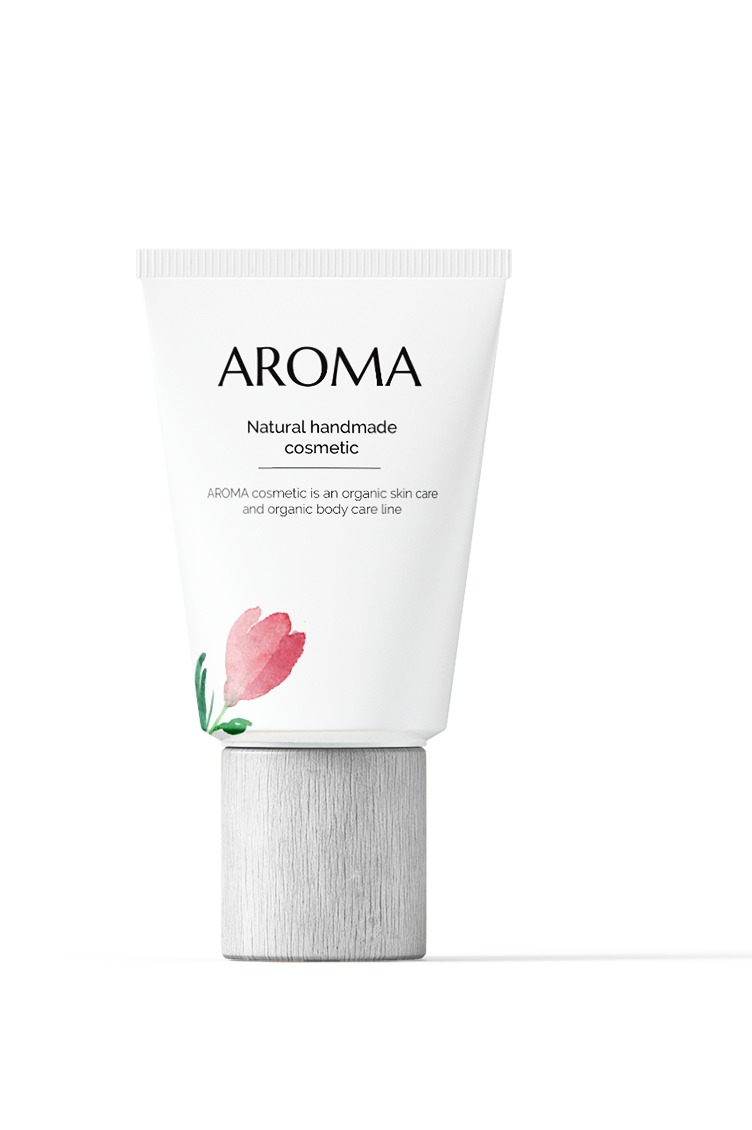 AROMA
Natural handmade
cosmetic
AROMA cosmetic is an organic skin care
and organic body care line